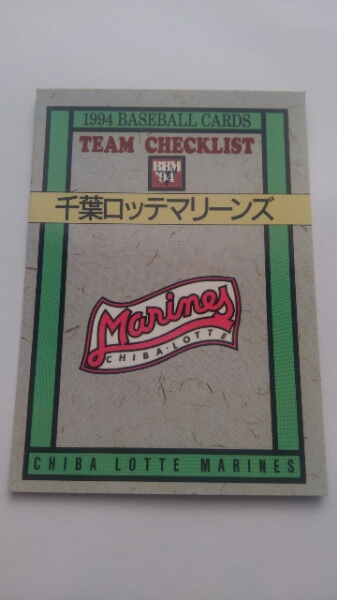 1994 BASEBALL CARDS
TEAM CHECKLIST
BBM
'94
千葉ロッテマリーンズ
Marines
CHIBA·LOTTE
CHIBA LOTTE MARINES